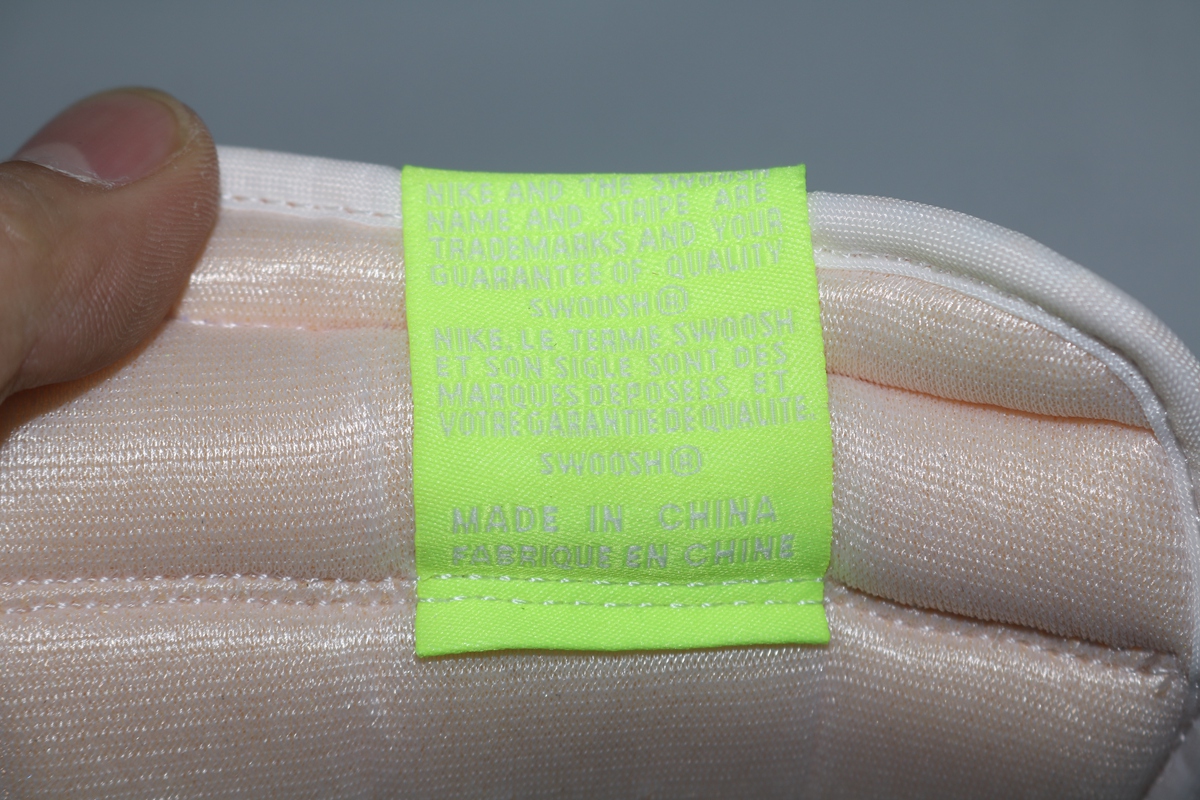 NIKE AND THE SWOOSH
NAME AND STRIPE ARE
TRADEMARKS AND YOUR
GUARANTEE OF QUALITY
SWOOSH®
NIKE, LE TERME SWOOSH
ET SON SIGLE SONT DES
MARQUES DEPOSEES ET
VOTRE GARANTIE DE QUALITE.
SWOOSH®
MADE IN CHINA
FABRIQUE EN CHINE